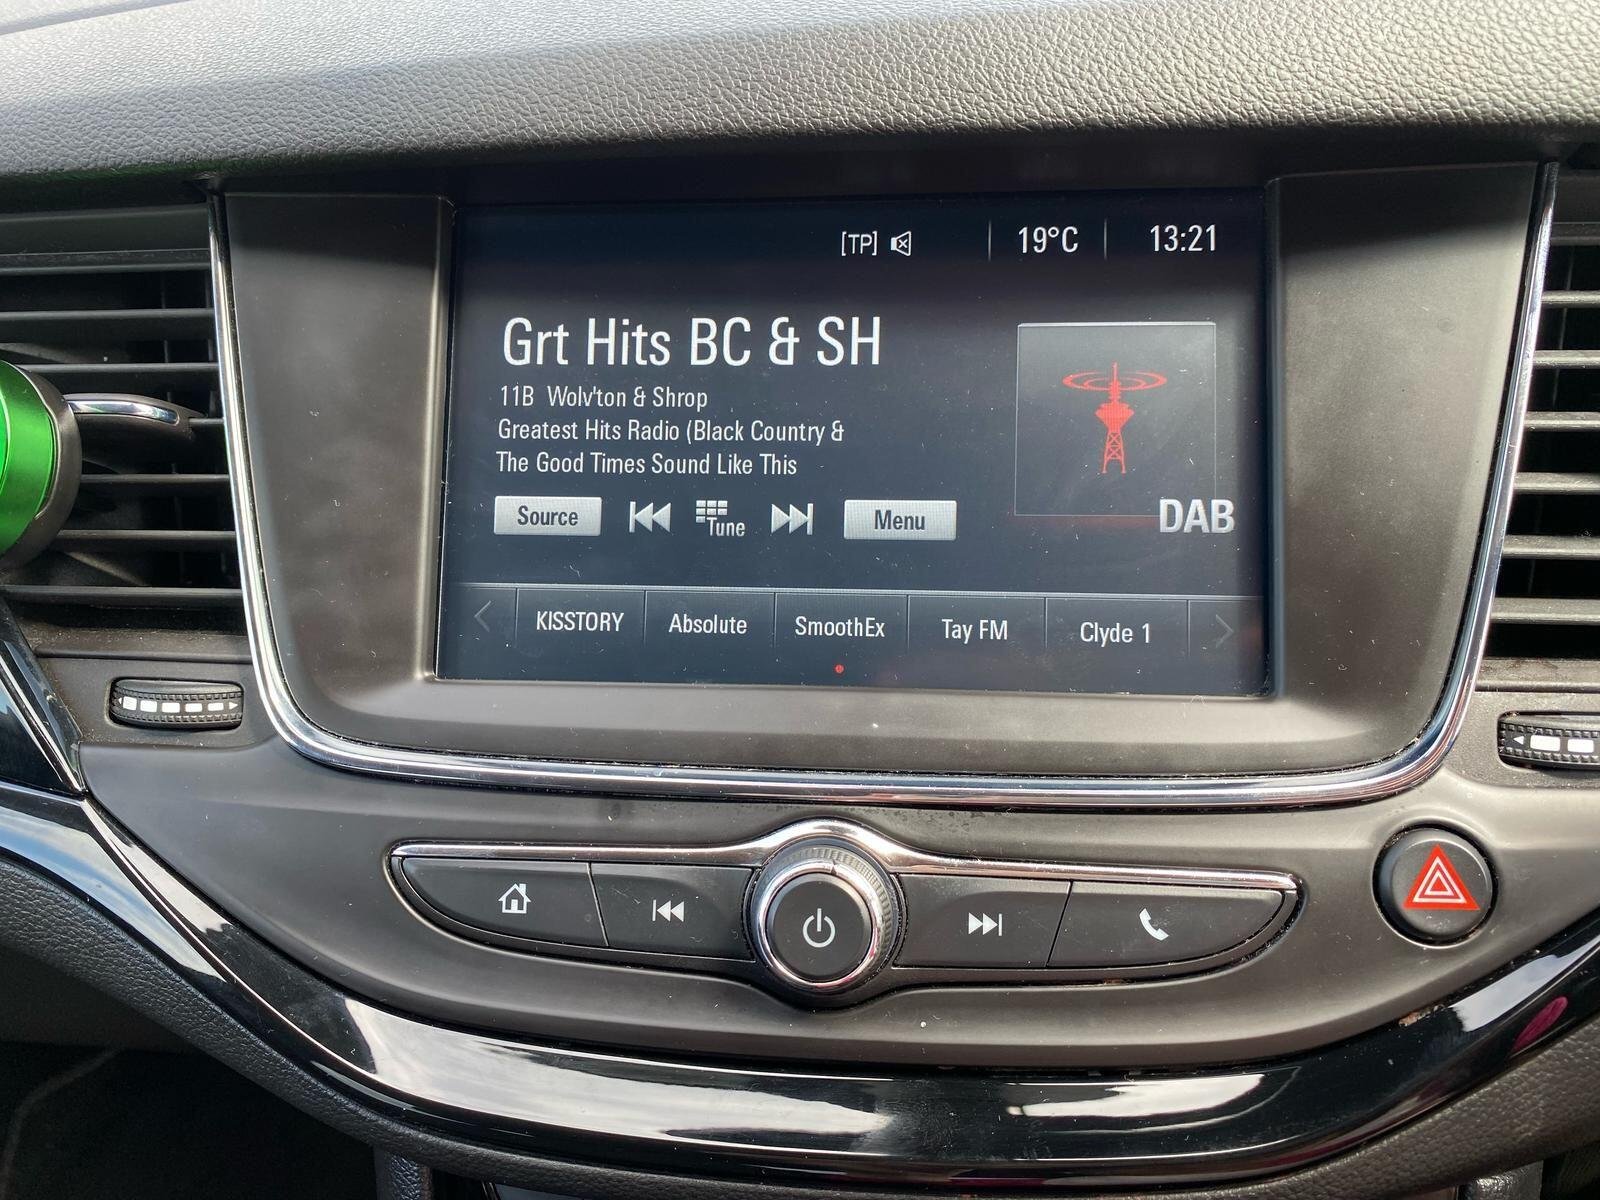 [TP] 19°C 13:21
Grt Hits BC & SH
11B Wolv'ton & Shrop
Greatest Hits Radio (Black Country &
The Good Times Sound Like This
Source Tune Menu
DAB
KISSTORY Absolute SmoothEx Tay FM Clyde 1